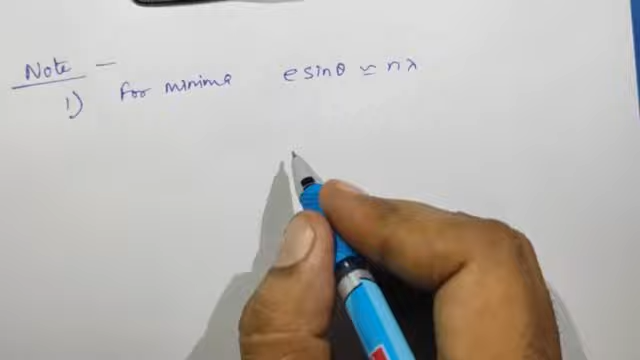 Note -
1) For minima e sinθ = nλ